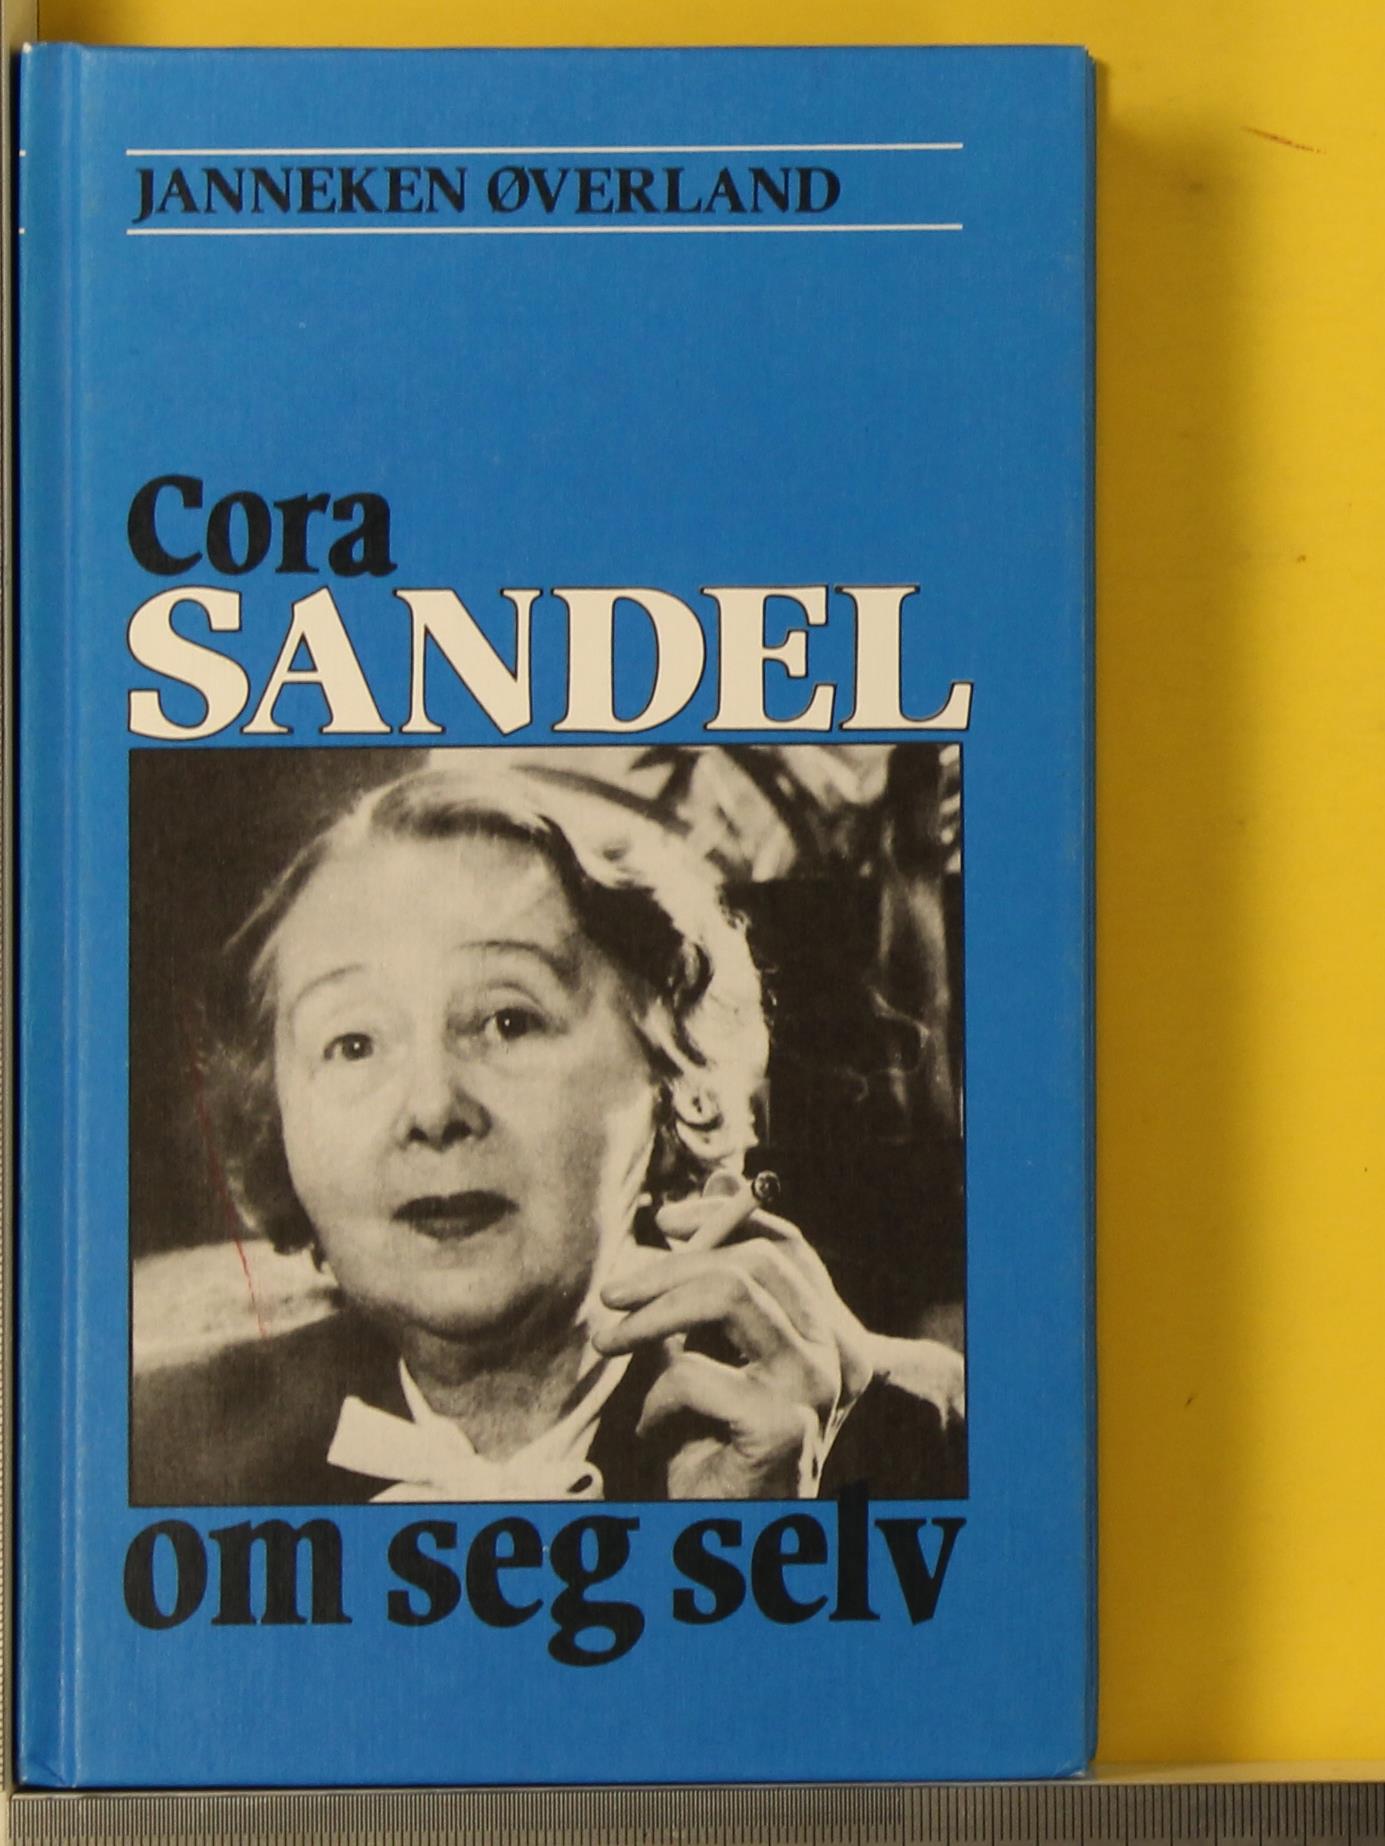 JANNEKEN ØVERLAND
Cora
SANDEL
om seg selv